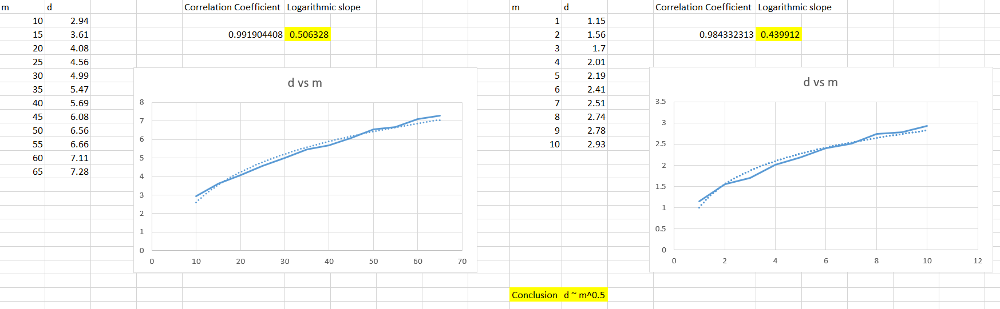 m d Correlation Coefficient Logarithmic slope m d Correlation Coefficient Logarithmic slope
10 2.94 1 1.15
15 3.61 0.991904408 0.506328 2 1.56 0.984332313 0.439912
20 4.08 3 1.7
25 4.56 4 2.01
30 4.99 5 2.19
35 5.47 6 2.41
40 5.69 7 2.51
45 6.08 8 2.74
50 6.56 9 2.78
55 6.66 10 2.93
60 7.11
65 7.28
d vs m
8
7
6
5
4
3
2
1
0
0 10 20 30 40 50 60 70
d vs m
3.5
3
2.5
2
1.5
1
0.5
0
0 2 4 6 8 10 12
Conclusion d ~ m^0.5